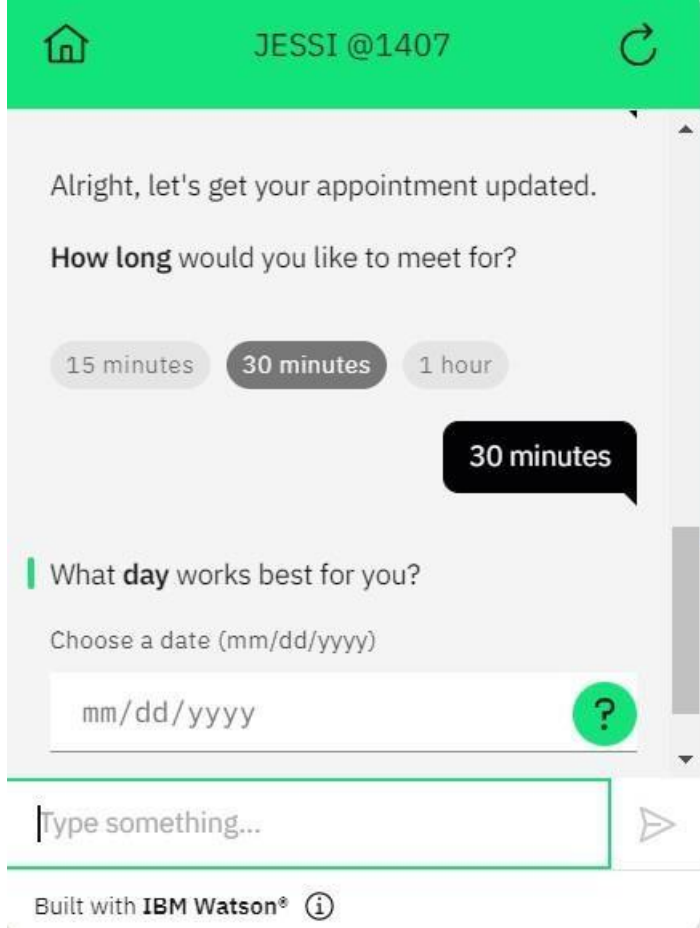 JESSI @1407
Alright, let's get your appointment updated.
How long would you like to meet for?
15 minutes 30 minutes 1 hour
30 minutes
What day works best for you?
Choose a date (mm/dd/yyyy)
mm/dd/yyyy ?
Type something...
Built with IBM Watson®